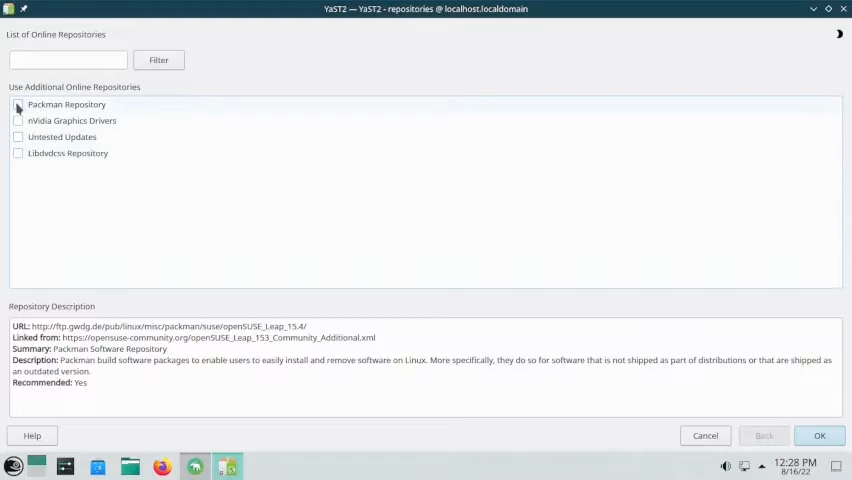 YaST2 — YaST2 - repositories @ localhost.localdomain
List of Online Repositories
Filter
Use Additional Online Repositories
Packman Repository
nVidia Graphics Drivers
Untested Updates
Libdvdcss Repository
Repository Description
URL: http://ftp.gwdg.de/pub/linux/misc/packman/suse/openSUSE_Leap_15.4/
Linked from: https://opensuse-community.org/openSUSE_Leap_153_Community_Additional.xml
Summary: Packman Software Repository
Description: Packman build software packages to enable users to easily install and remove software on Linux. More specifically, they do so for software that is not shipped as part of distributions or that are shipped as
an outdated version.
Recommended: Yes
Help
Cancel
Back
OK
12:28 PM
8/16/22